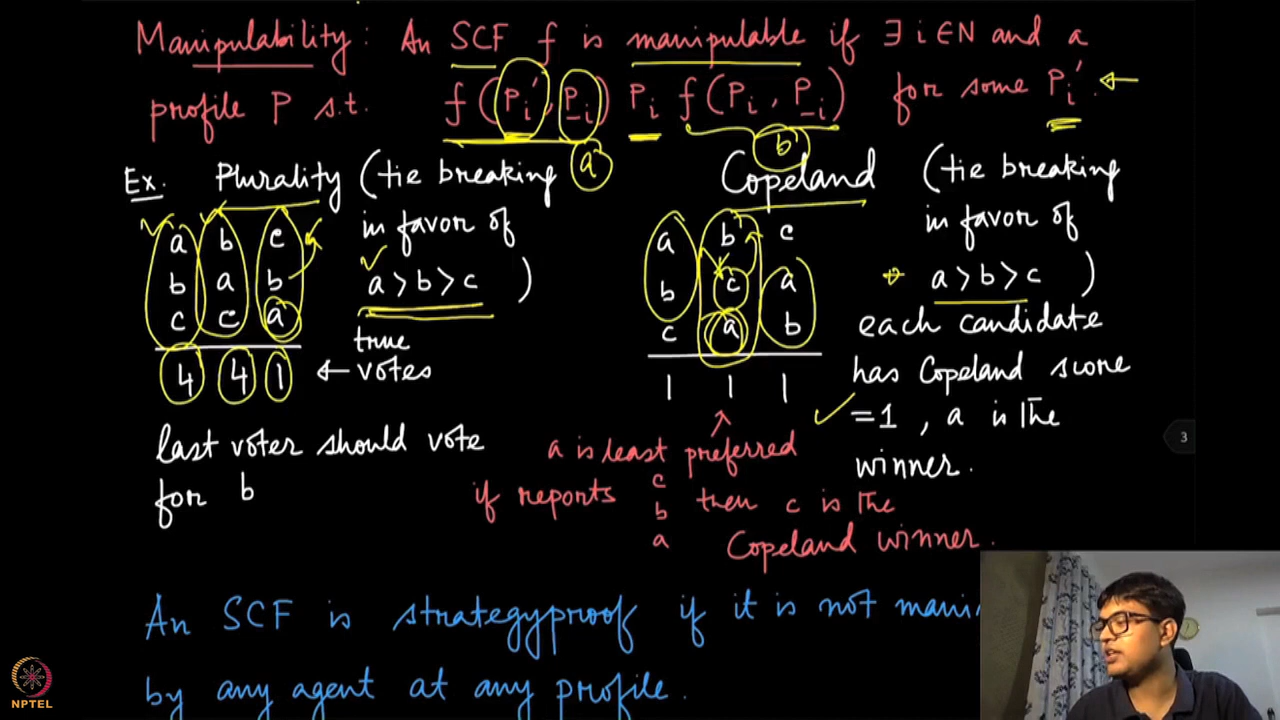 Manipulability: An SCF f is manipulable if ∃ i ∈ N and a
profile P s.t. f(Pi', P-i) Pi f(Pi, P-i) for some Pi'.
a b
Ex. Plurality (tie breaking
in favor of
a > b > c )
a b c
b a b
c c a
4 4 1 ← true votes
last voter should vote
for b
Copeland (tie breaking
in favor of
a > b > c )
a b c
b c a
c a b
1 1 1
each candidate
has Copeland score
=1, a is the
winner.
a is least preferred
if reports c b a then c is the
Copeland winner.
An SCF is strategyproof if it is not mani
by any agent at any profile.
3
NPTEL